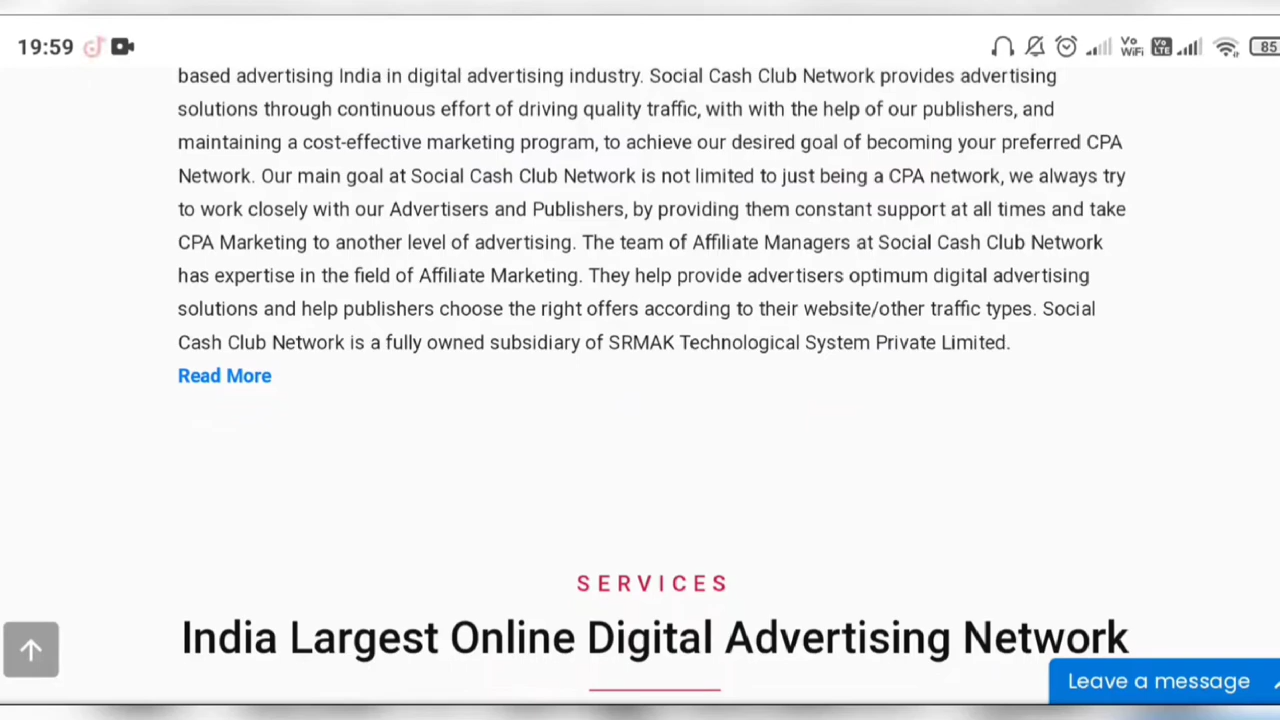 19:59
Vo WiFi Vo LTE 85
based advertising India in digital advertising industry. Social Cash Club Network provides advertising
solutions through continuous effort of driving quality traffic, with with the help of our publishers, and
maintaining a cost-effective marketing program, to achieve our desired goal of becoming your preferred CPA
Network. Our main goal at Social Cash Club Network is not limited to just being a CPA network, we always try
to work closely with our Advertisers and Publishers, by providing them constant support at all times and take
CPA Marketing to another level of advertising. The team of Affiliate Managers at Social Cash Club Network
has expertise in the field of Affiliate Marketing. They help provide advertisers optimum digital advertising
solutions and help publishers choose the right offers according to their website/other traffic types. Social
Cash Club Network is a fully owned subsidiary of SRMAK Technological System Private Limited.
Read More
SERVICES
India Largest Online Digital Advertising Network
Leave a message